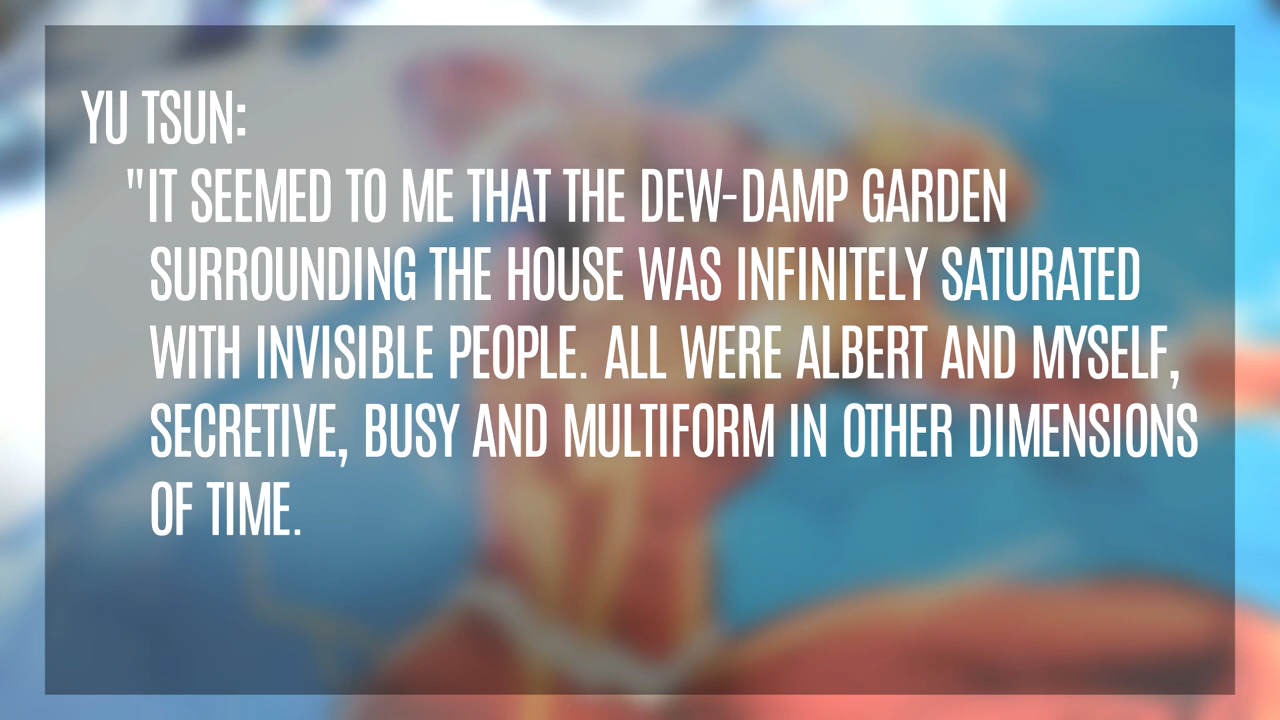 YU TSUN:
"IT SEEMED TO ME THAT THE DEW-DAMP GARDEN
SURROUNDING THE HOUSE WAS INFINITELY SATURATED
WITH INVISIBLE PEOPLE. ALL WERE ALBERT AND MYSELF,
SECRETIVE, BUSY AND MULTIFORM IN OTHER DIMENSIONS
OF TIME.